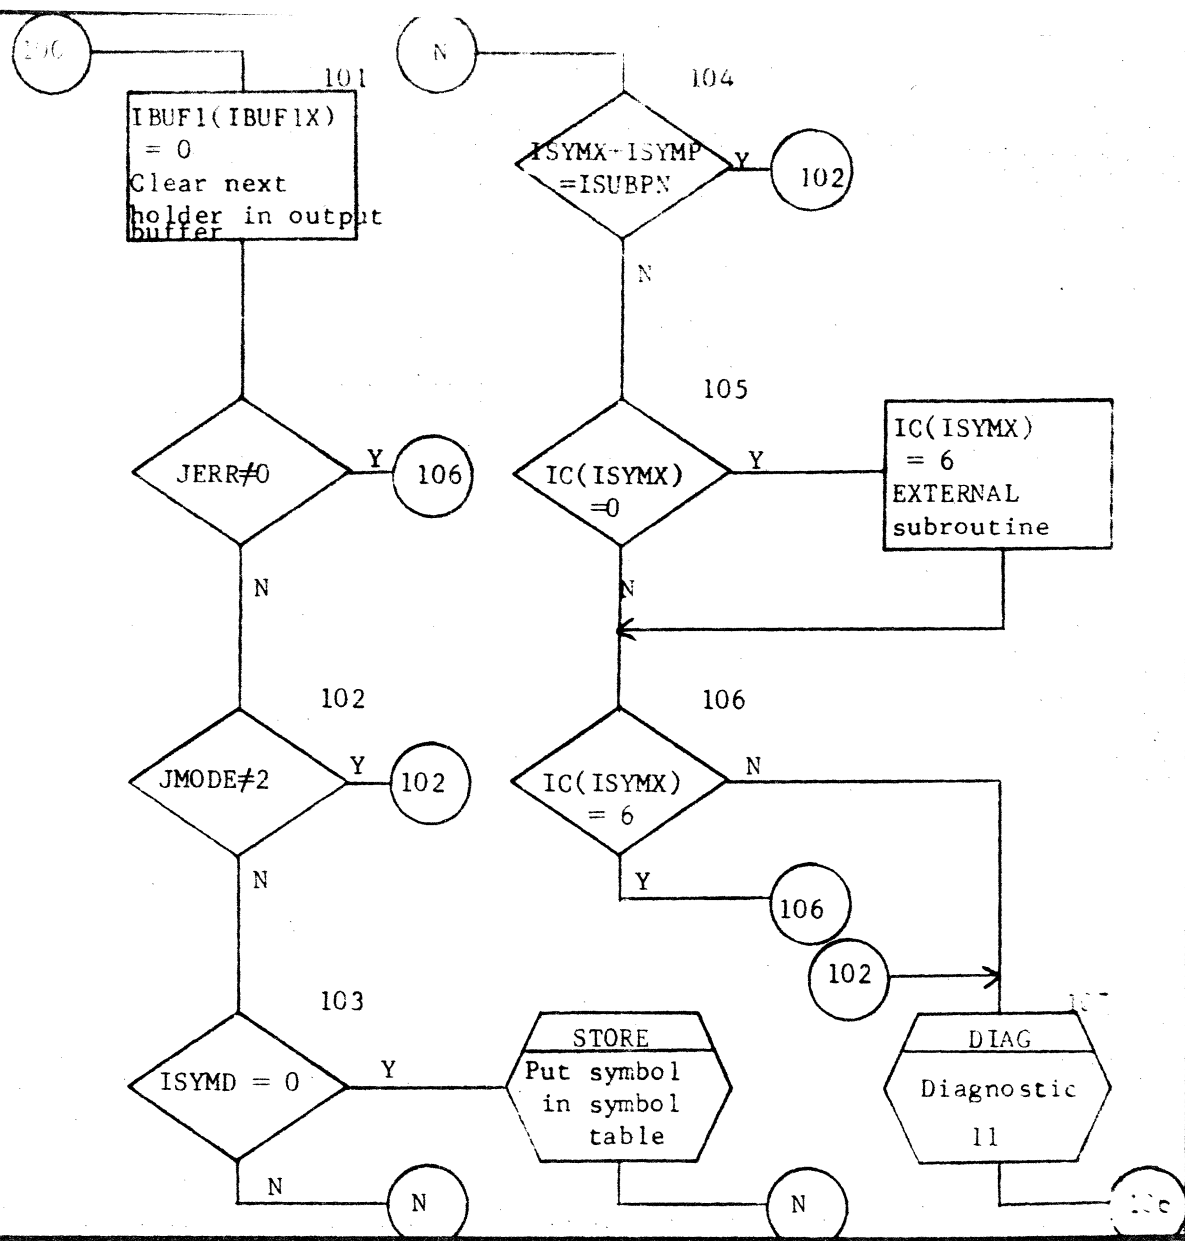 100
101
IBUF1(IBUF1X)
= 0
Clear next
holder in output
buffer
JERR≠0
Y
106
N
102
JMODE≠2
Y
102
N
103
ISYMD = 0
Y
N
N
STORE
Put symbol
in symbol
table
N
N
104
ISYMX-ISYMP
=ISUBPN
Y
102
N
105
IC(ISYMX)
=0
Y
IC(ISYMX)
= 6
EXTERNAL
subroutine
N
106
IC(ISYMX)
= 6
N
Y
106
102
DIAG
Diagnostic
11